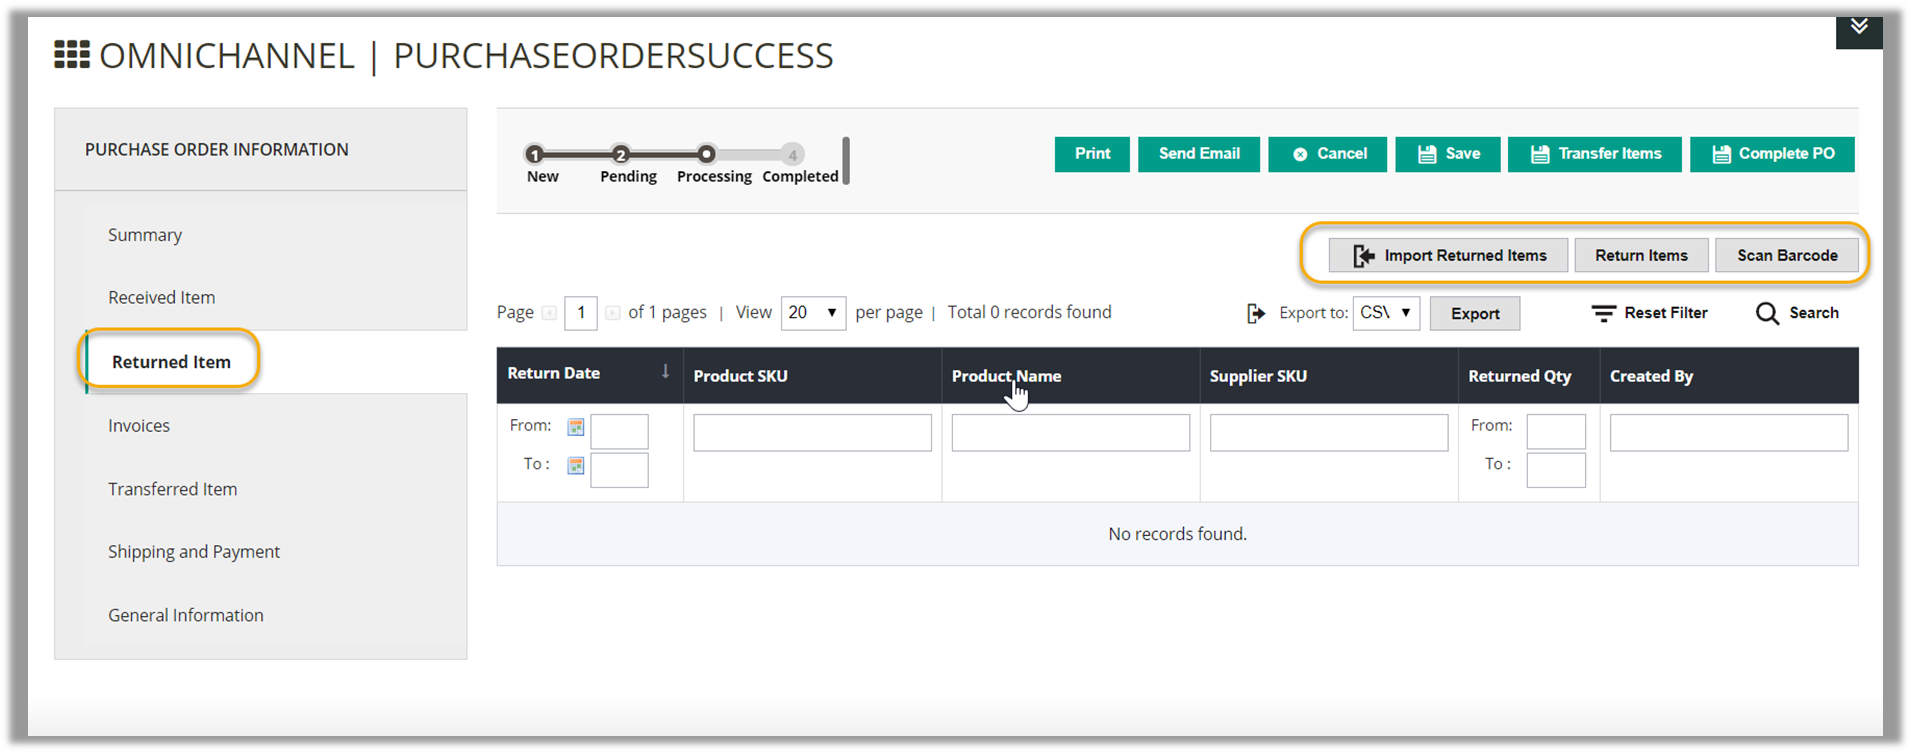 OMNICHANNEL | PURCHASEORDERSUCCESS
PURCHASE ORDER INFORMATION
Summary
Received Item
Returned Item
Invoices
Transferred Item
Shipping and Payment
General Information
1 2 4
New Pending Processing Completed
Print Send Email Cancel Save Transfer Items Complete PO
Import Returned Items Return Items Scan Barcode
Page 1 of 1 pages | View 20 per page | Total 0 records found Export to: CSV Export Reset Filter Search
Return Date Product SKU Product Name Supplier SKU Returned Qty Created By
From: From:
To : To :
No records found.